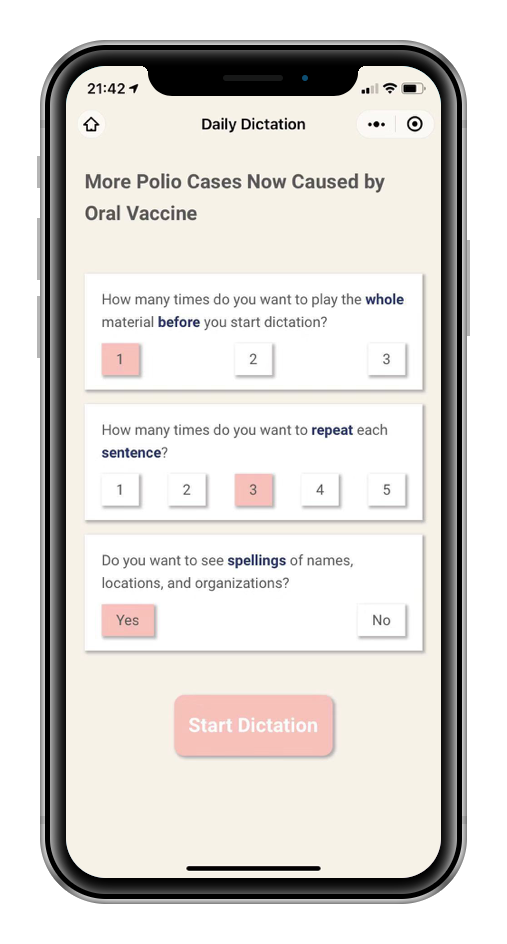 21:42
Daily Dictation
More Polio Cases Now Caused by
Oral Vaccine
How many times do you want to play the whole
material before you start dictation?
1 2 3
How many times do you want to repeat each
sentence?
1 2 3 4 5
Do you want to see spellings of names,
locations, and organizations?
Yes No
Start Dictation